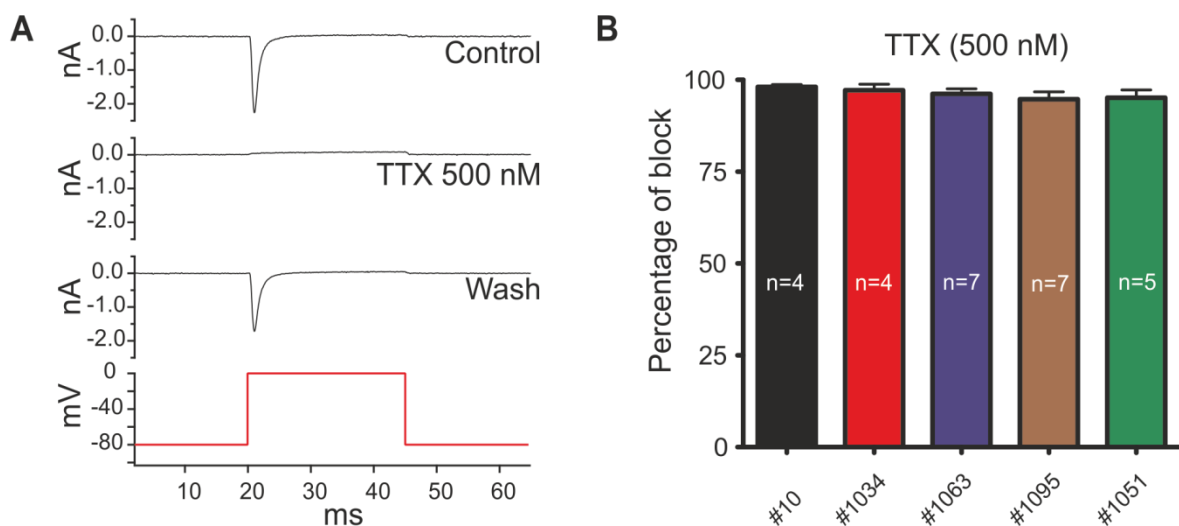 A
nA
0.0
-1.0
-2.0
Control
nA
0.0
-1.0
-2.0
TTX 500 nM
nA
0.0
-1.0
-2.0
Wash
mV
0
-40
-80
10 20 30 40 50 60
ms
B
TTX (500 nM)
Percentage of block
100
75
50
25
0
n=4 n=4 n=7 n=7 n=5
#10 #1034 #1063 #1095 #1051